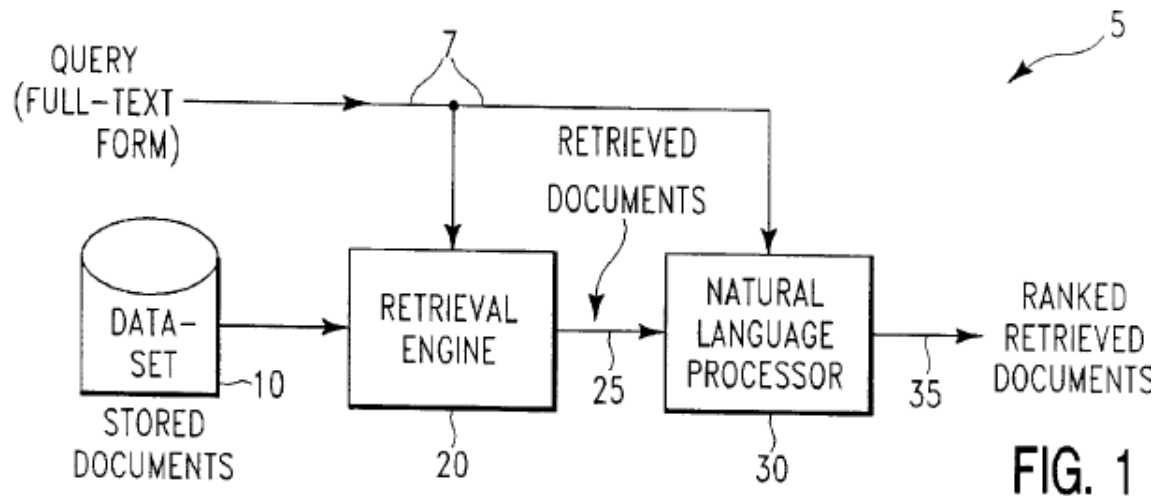 5
7
QUERY
(FULL-TEXT
FORM)
RETRIEVED
DOCUMENTS
DATA-
SET
10
STORED
DOCUMENTS
RETRIEVAL
ENGINE
20
25
NATURAL
LANGUAGE
PROCESSOR
30
35
RANKED
RETRIEVED
DOCUMENTS
FIG. 1